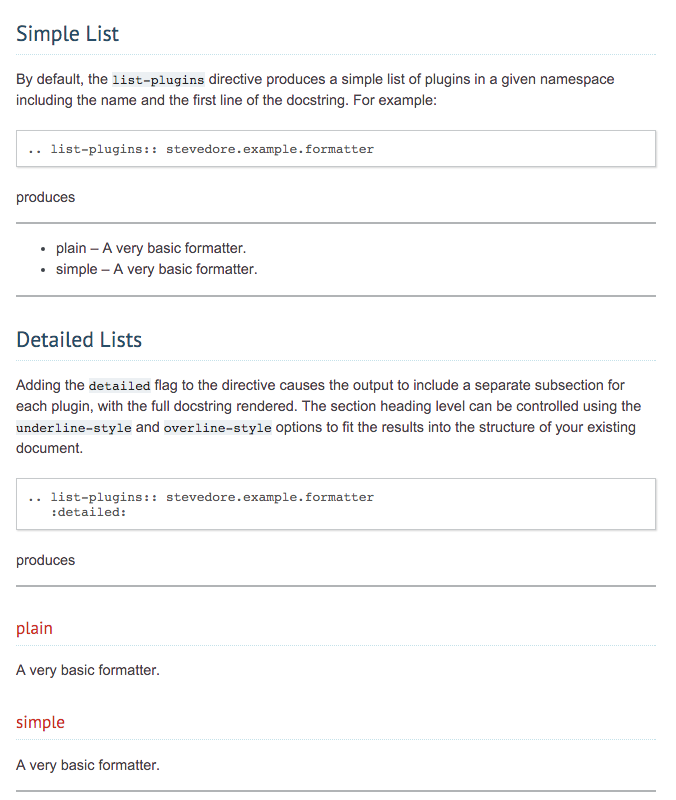 Simple List
By default, the list-plugins directive produces a simple list of plugins in a given namespace
including the name and the first line of the docstring. For example:
.. list-plugins:: stevedore.example.formatter
produces
• plain – A very basic formatter.
• simple – A very basic formatter.
Detailed Lists
Adding the detailed flag to the directive causes the output to include a separate subsection for
each plugin, with the full docstring rendered. The section heading level can be controlled using the
underline-style and overline-style options to fit the results into the structure of your existing
document.
.. list-plugins:: stevedore.example.formatter
   :detailed:
produces
plain
A very basic formatter.
simple
A very basic formatter.